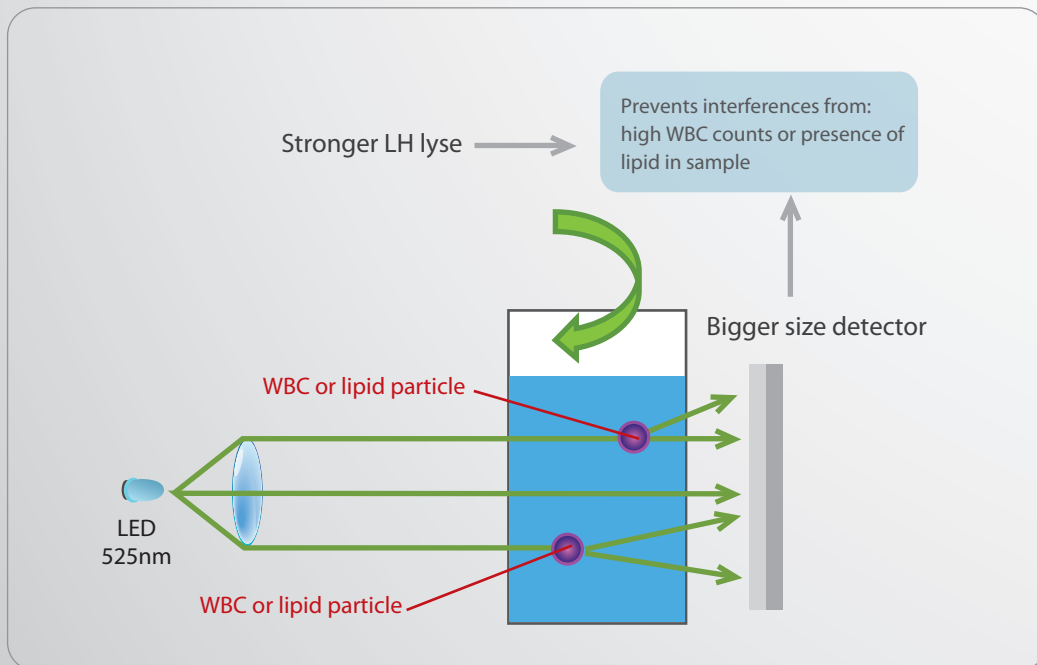 Prevents interferences from:
high WBC counts or presence of
lipid in sample
Stronger LH lyse
Bigger size detector
WBC or lipid particle
LED
525nm
WBC or lipid particle